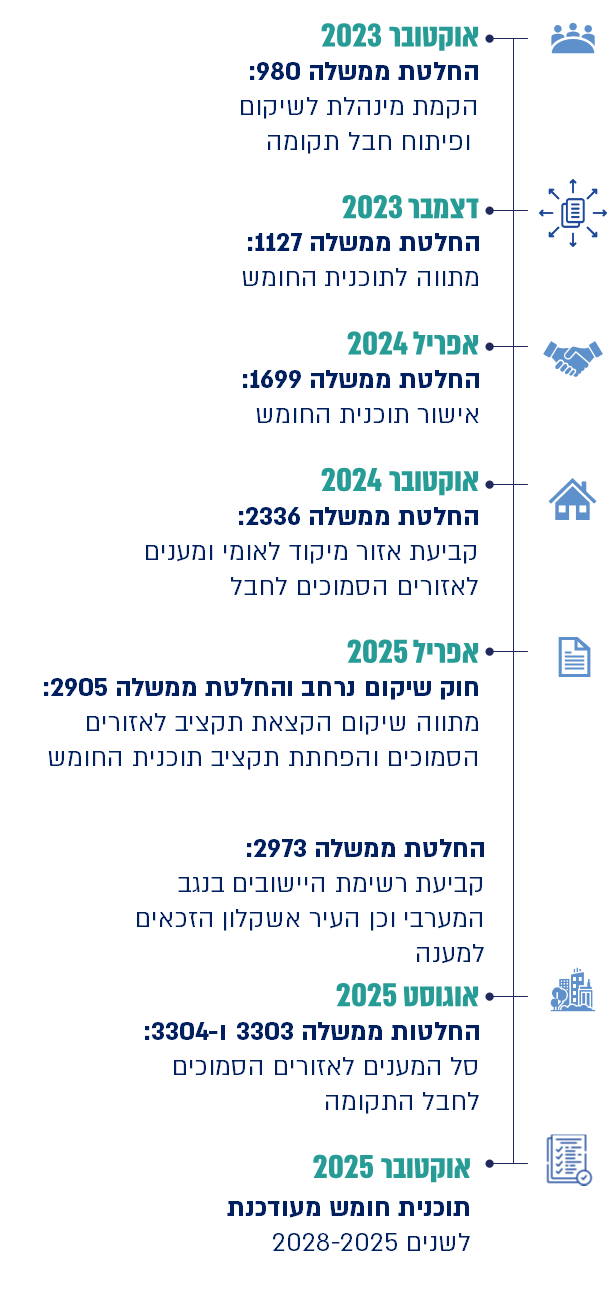 אוקטובר 2023
החלטת ממשלה 980:
הקמת מינהלת לשיקום
ופיתוח חבל תקומה
דצמבר 2023
החלטת ממשלה 1127:
מתווה לתוכנית החומש
אפריל 2024
החלטת ממשלה 1699:
אישור תוכנית החומש
אוקטובר 2024
החלטת ממשלה 2336:
קביעת אזור מיקוד לאומי ומענים
לאזורים הסמוכים לחבל
אפריל 2025
חוק שיקום נרחב והחלטת ממשלה 2905:
מתווה שיקום הקצאת תקציב לאזורים
הסמוכים והפחתת תקציב תוכנית החומש
החלטת ממשלה 2973:
קביעת רשימת היישובים בנגב
המערבי וכן העיר אשקלון הזכאים
למענה
אוגוסט 2025
החלטות ממשלה 3303 ו-3304:
סל המענים לאזורים הסמוכים
לחבל התקומה
אוקטובר 2025
תוכנית חומש מעודכנת
לשנים 2028-2025